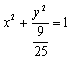 x² + y²/(9/25) = 1